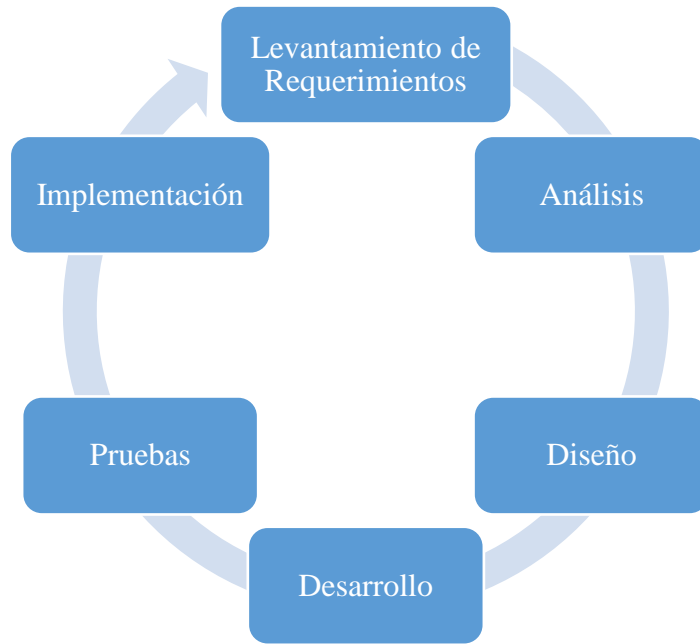 Levantamiento de
Requerimientos
Análisis
Diseño
Desarrollo
Pruebas
Implementación